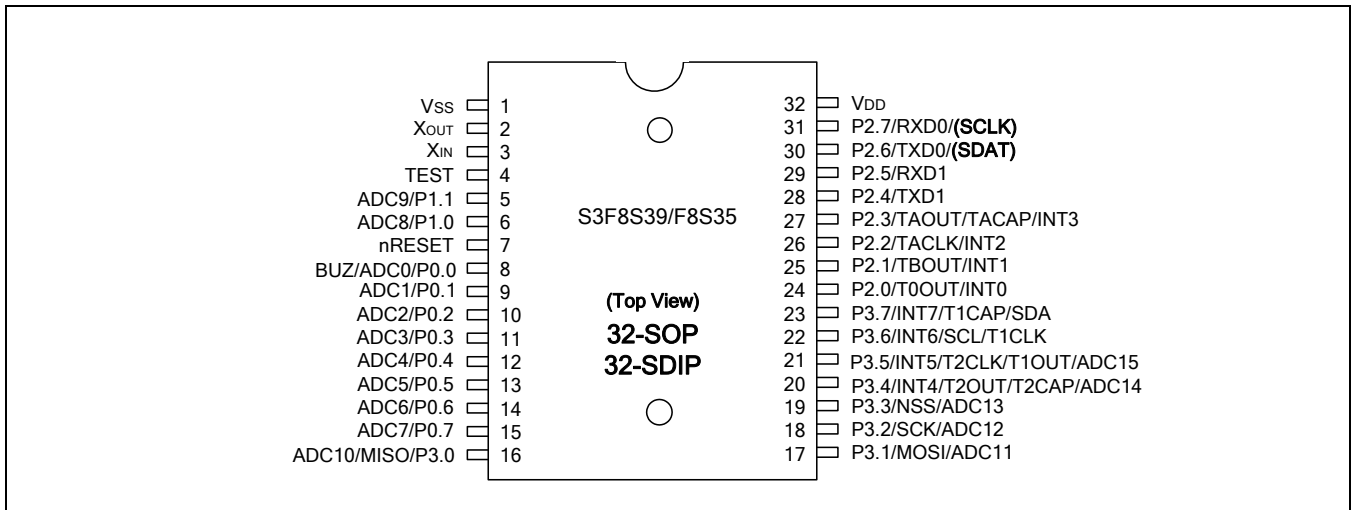 VSS 1
XOUT 2
XIN 3
TEST 4
ADC9/P1.1 5
ADC8/P1.0 6
nRESET 7
BUZ/ADC0/P0.0 8
ADC1/P0.1 9
ADC2/P0.2 10
ADC3/P0.3 11
ADC4/P0.4 12
ADC5/P0.5 13
ADC6/P0.6 14
ADC7/P0.7 15
ADC10/MISO/P3.0 16
S3F8S39/F8S35
(Top View)
32-SOP
32-SDIP
32 VDD
31 P2.7/RXD0/(SCLK)
30 P2.6/TXD0/(SDAT)
29 P2.5/RXD1
28 P2.4/TXD1
27 P2.3/TAOUT/TACAP/INT3
26 P2.2/TACLK/INT2
25 P2.1/TBOUT/INT1
24 P2.0/T0OUT/INT0
23 P3.7/INT7/T1CAP/SDA
22 P3.6/INT6/SCL/T1CLK
21 P3.5/INT5/T2CLK/T1OUT/ADC15
20 P3.4/INT4/T2OUT/T2CAP/ADC14
19 P3.3/NSS/ADC13
18 P3.2/SCK/ADC12
17 P3.1/MOSI/ADC11